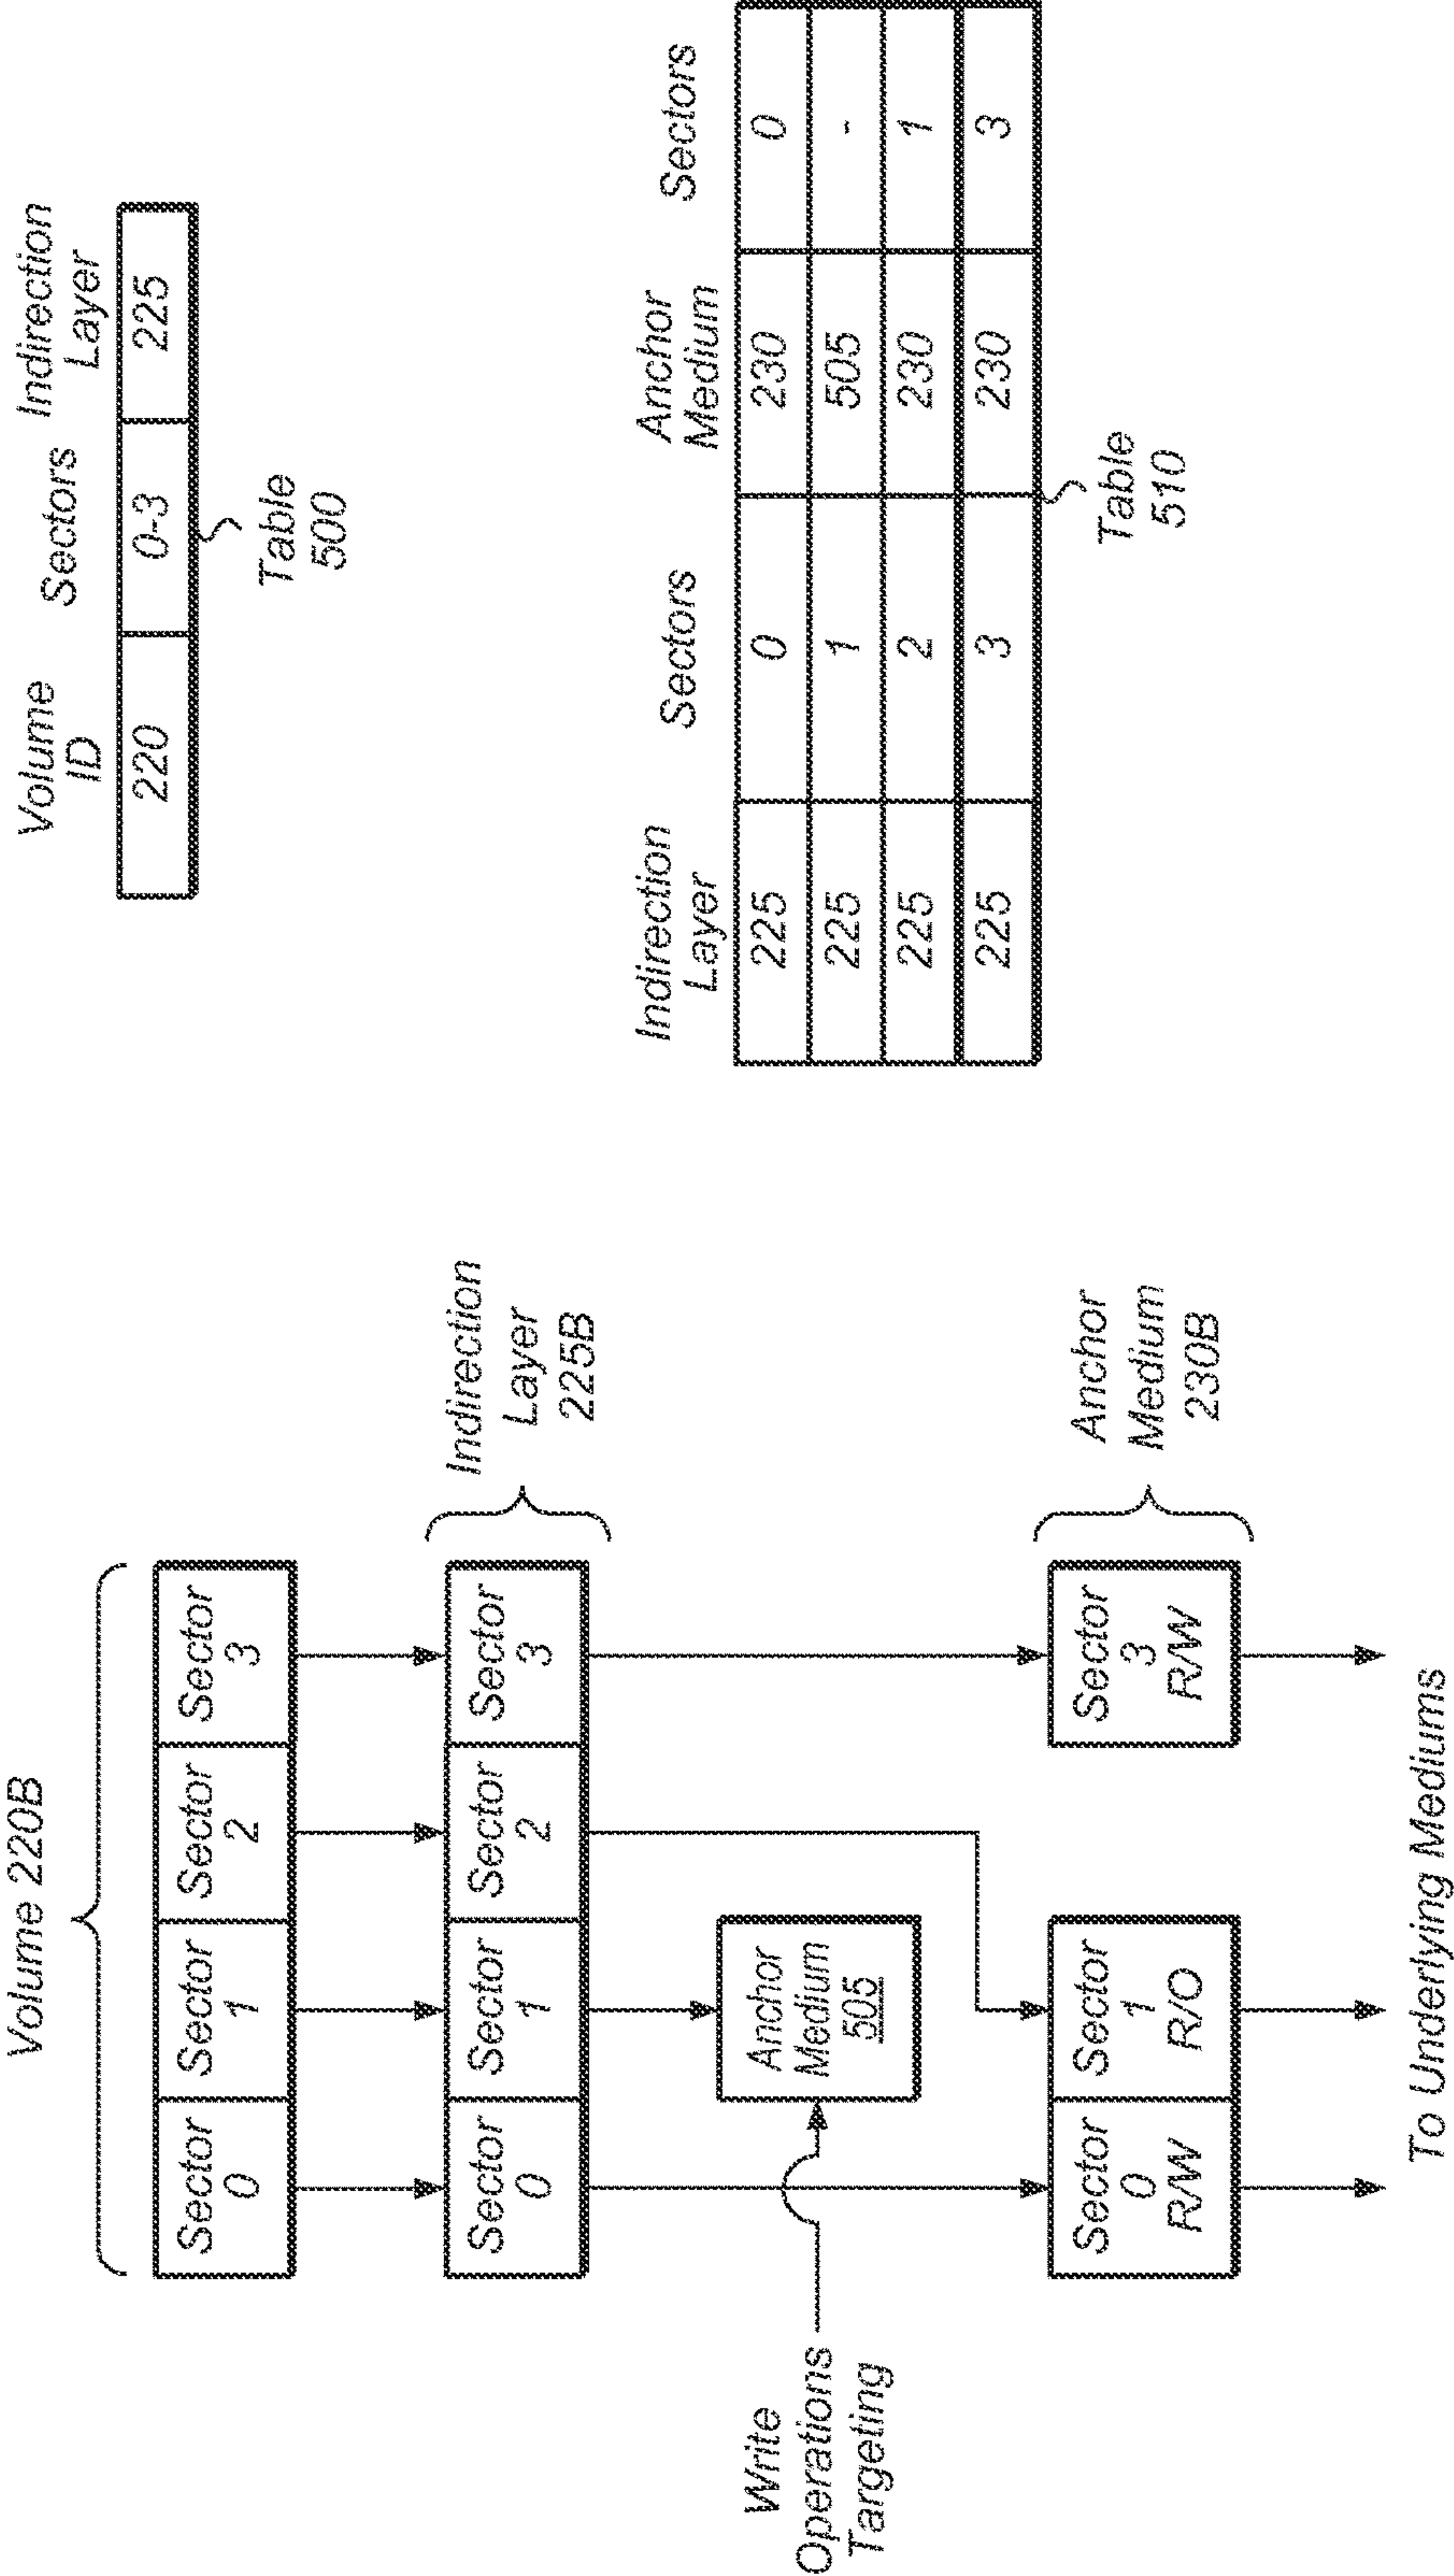 Volume 220B
Sector 0
Sector 1
Sector 2
Sector 3
Sector 0
Sector 1
Sector 2
Sector 3
Indirection
Layer
225B
Write
Operations
Targeting
Anchor
Medium
505
Sector 0 R/W
Sector 1 R/O
Sector 3 R/W
Anchor
Medium
230B
To Underlying Mediums
Volume ID
Sectors
Indirection Layer
220 0-3 225
Table
500
Indirection Layer
Sectors
Anchor Medium
Sectors
225 0 230 0
225 1 505 -
225 2 230 1
225 3 230 3
Table
510